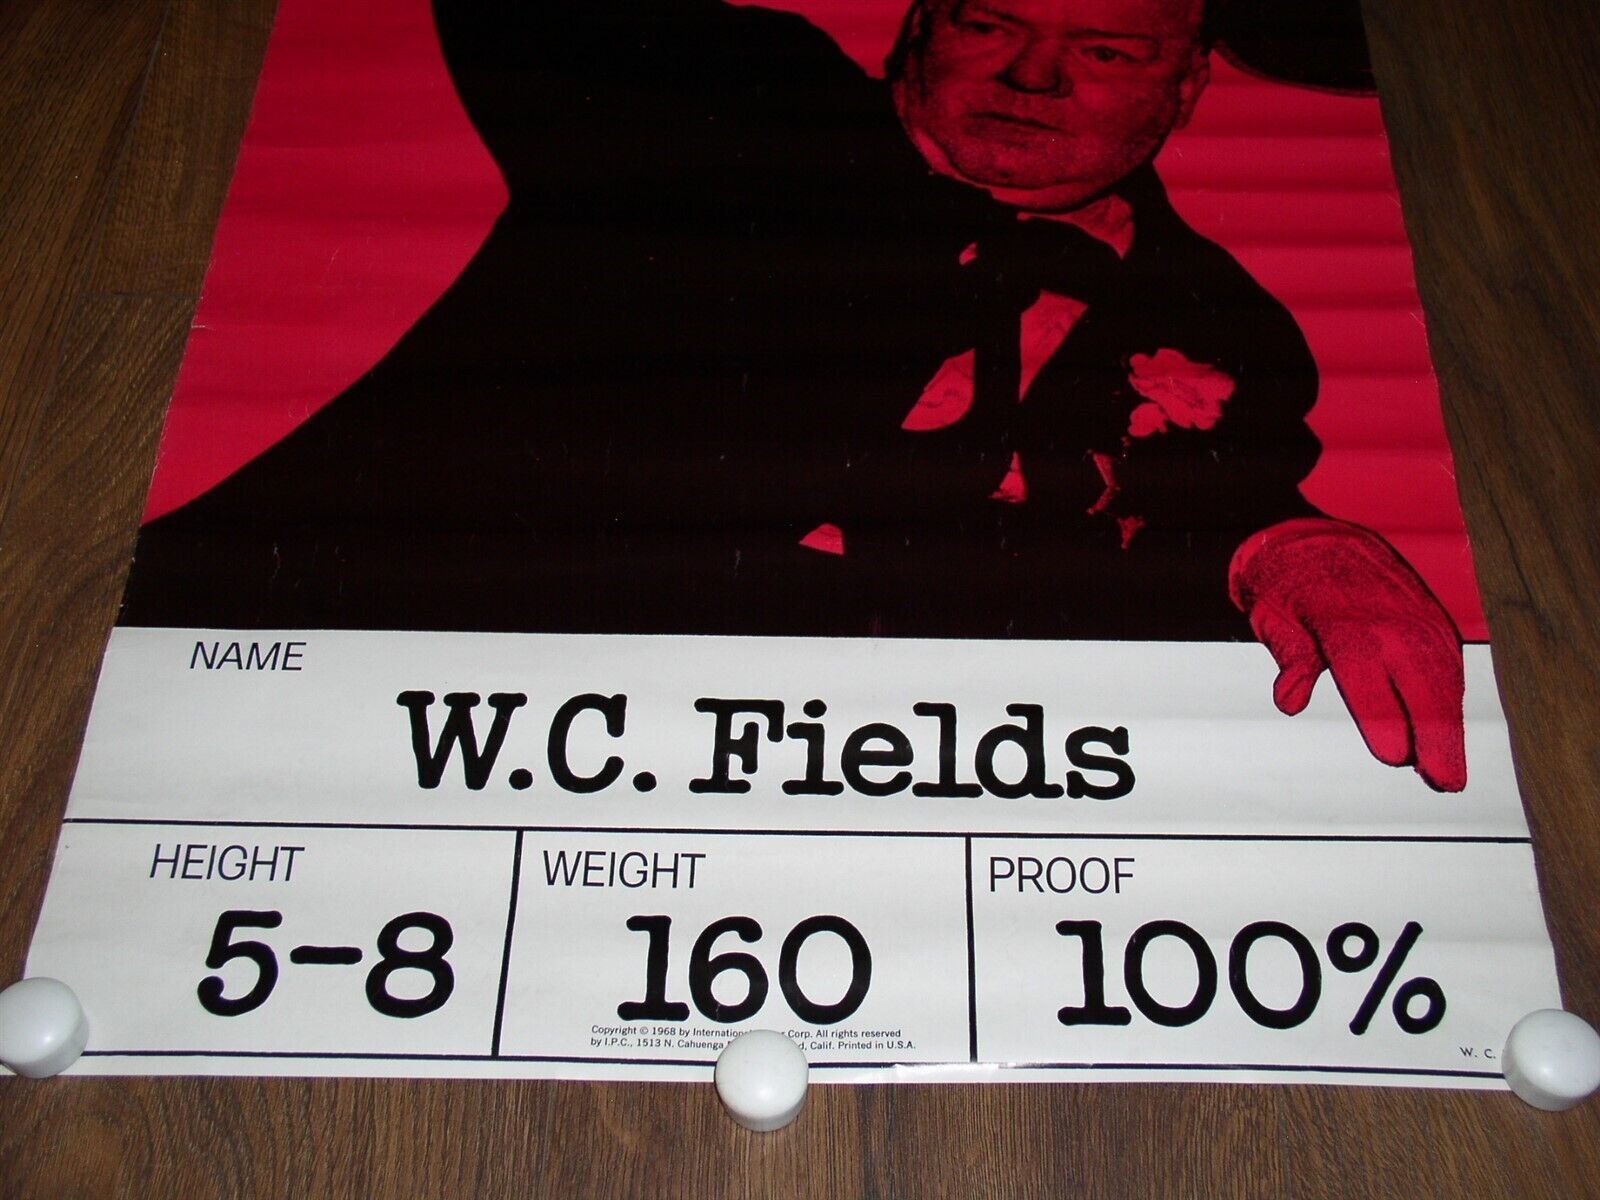 NAME
W.C. Fields
HEIGHT WEIGHT PROOF
5-8 160 100%
Copyright © 1968 by Corp. All rights reserved
by I.P.C., 1513 N. Cahuenga Calif. Printed in U.S.A.
W. C.